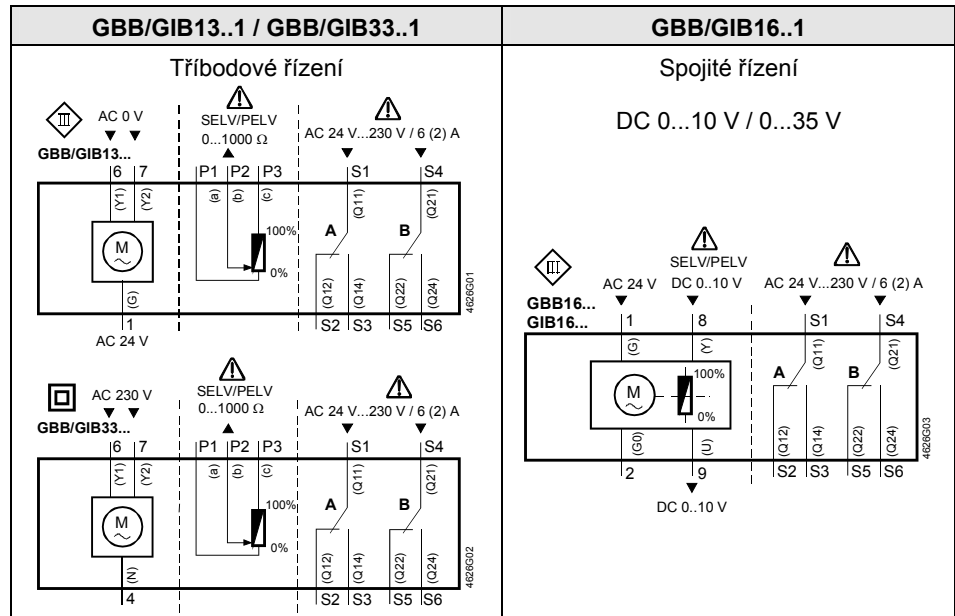 GBB/GIB13..1 / GBB/GIB33..1
Tříbodové řízení
AC 0 V
SELV/PELV
0...1000 Ω
AC 24 V...230 V / 6 (2) A
GBB/GIB13...
6 7 P1 P2 P3 S1 S4
(Y1) (Y2) (a) (b) (c) (Q11) (Q21)
M
100%
0%
A B
(G) (Q12) (Q14) (Q22) (Q24)
1 S2 S3 S5 S6
AC 24 V
4626G01
AC 230 V
SELV/PELV
0...1000 Ω
AC 24 V...230 V / 6 (2) A
GBB/GIB33...
6 7 P1 P2 P3 S1 S4
(Y1) (Y2) (a) (b) (c) (Q11) (Q21)
M
100%
0%
A B
(N) (Q12) (Q14) (Q22) (Q24)
4 S2 S3 S5 S6
4626G02
GBB/GIB16..1
Spojité řízení
DC 0...10 V / 0...35 V
III
AC 24 V
SELV/PELV
DC 0..10 V
AC 24 V...230 V / 6 (2) A
GBB16...
GIB16...
1 8 S1 S4
(G) (Y) (Q11) (Q21)
M
100%
0%
A B
(G0) (U) (Q12) (Q14) (Q22) (Q24)
2 9 S2 S3 S5 S6
DC 0..10 V
4626G03